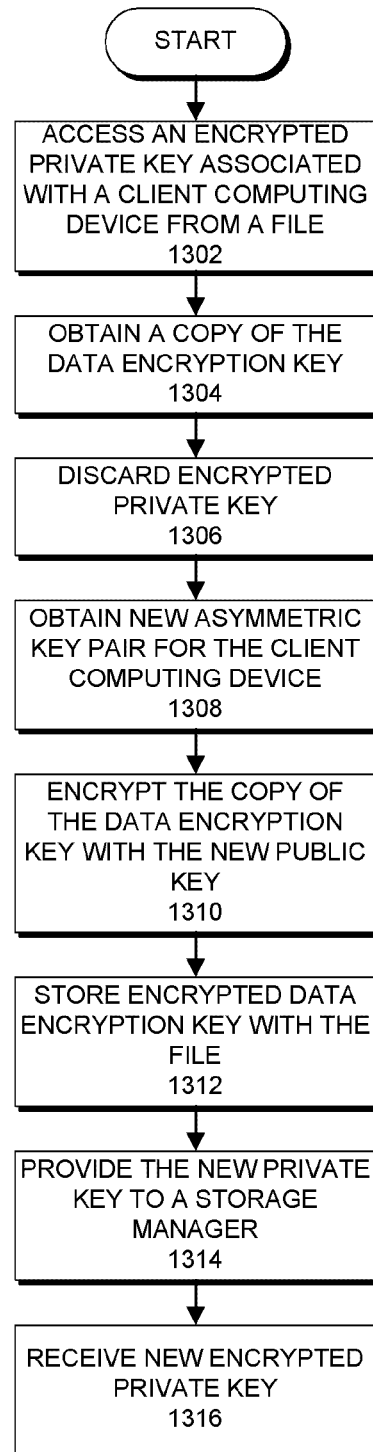 START
ACCESS AN ENCRYPTED
PRIVATE KEY ASSOCIATED
WITH A CLIENT COMPUTING
DEVICE FROM A FILE
1302
OBTAIN A COPY OF THE
DATA ENCRYPTION KEY
1304
DISCARD ENCRYPTED
PRIVATE KEY
1306
OBTAIN NEW ASYMMETRIC
KEY PAIR FOR THE CLIENT
COMPUTING DEVICE
1308
ENCRYPT THE COPY OF
THE DATA ENCRYPTION
KEY WITH THE NEW PUBLIC
KEY
1310
STORE ENCRYPTED DATA
ENCRYPTION KEY WITH THE
FILE
1312
PROVIDE THE NEW PRIVATE
KEY TO A STORAGE
MANAGER
1314
RECEIVE NEW ENCRYPTED
PRIVATE KEY
1316